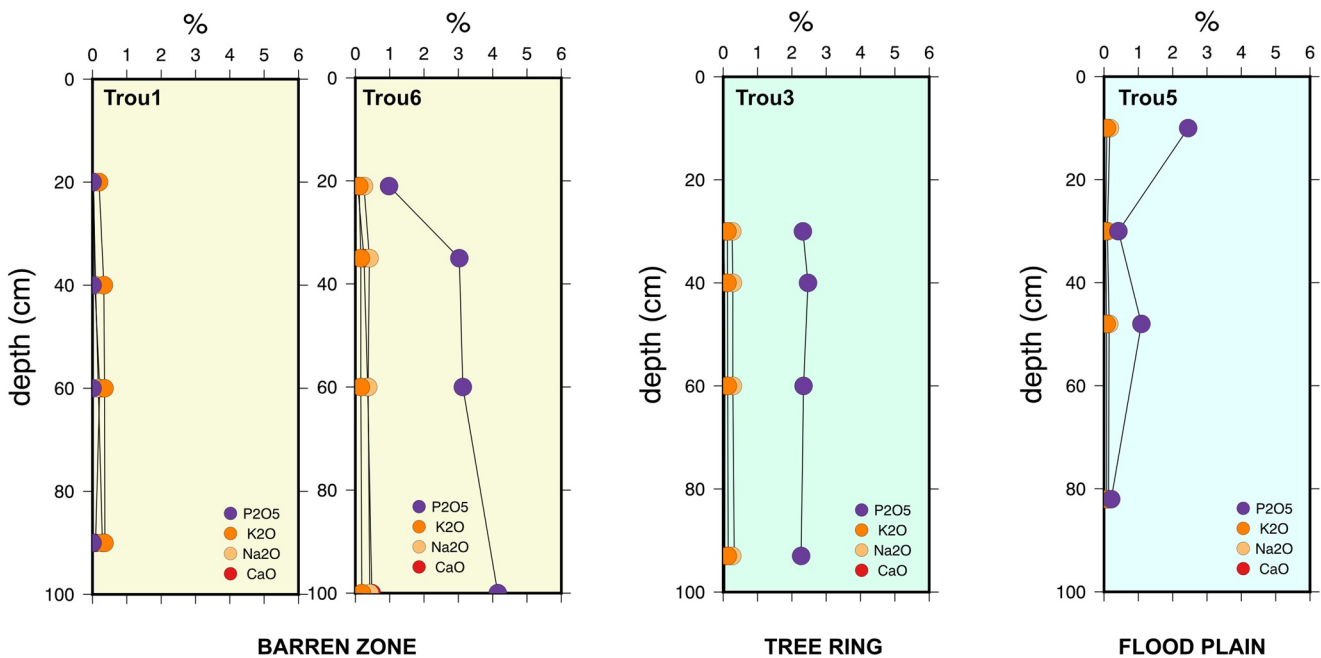 %
0 1 2 3 4 5 6
Trou1
0
20
40
60
80
100
depth (cm)
P2O5
K2O
Na2O
CaO
%
0 1 2 3 4 5 6
Trou6
0
20
40
60
80
100
P2O5
K2O
Na2O
CaO
BARREN ZONE
%
0 1 2 3 4 5 6
Trou3
0
20
40
60
80
100
depth (cm)
P2O5
K2O
Na2O
CaO
TREE RING
%
0 1 2 3 4 5 6
Trou5
0
20
40
60
80
100
depth (cm)
P2O5
K2O
Na2O
CaO
FLOOD PLAIN